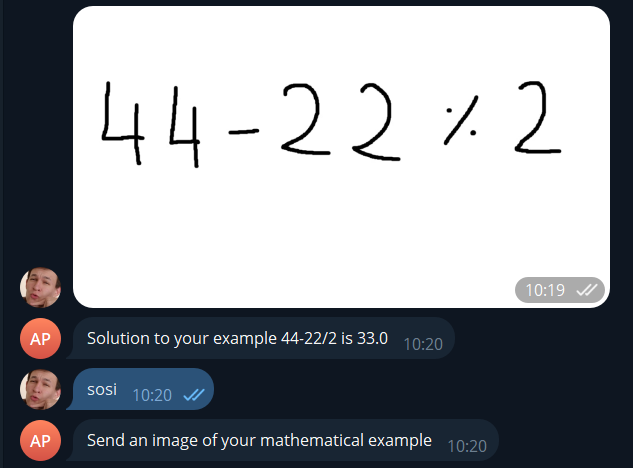 44-22 ⁒ 2
10:19
AP
Solution to your example 44-22/2 is 33.0 10:20
sosi 10:20
AP
Send an image of your mathematical example 10:20